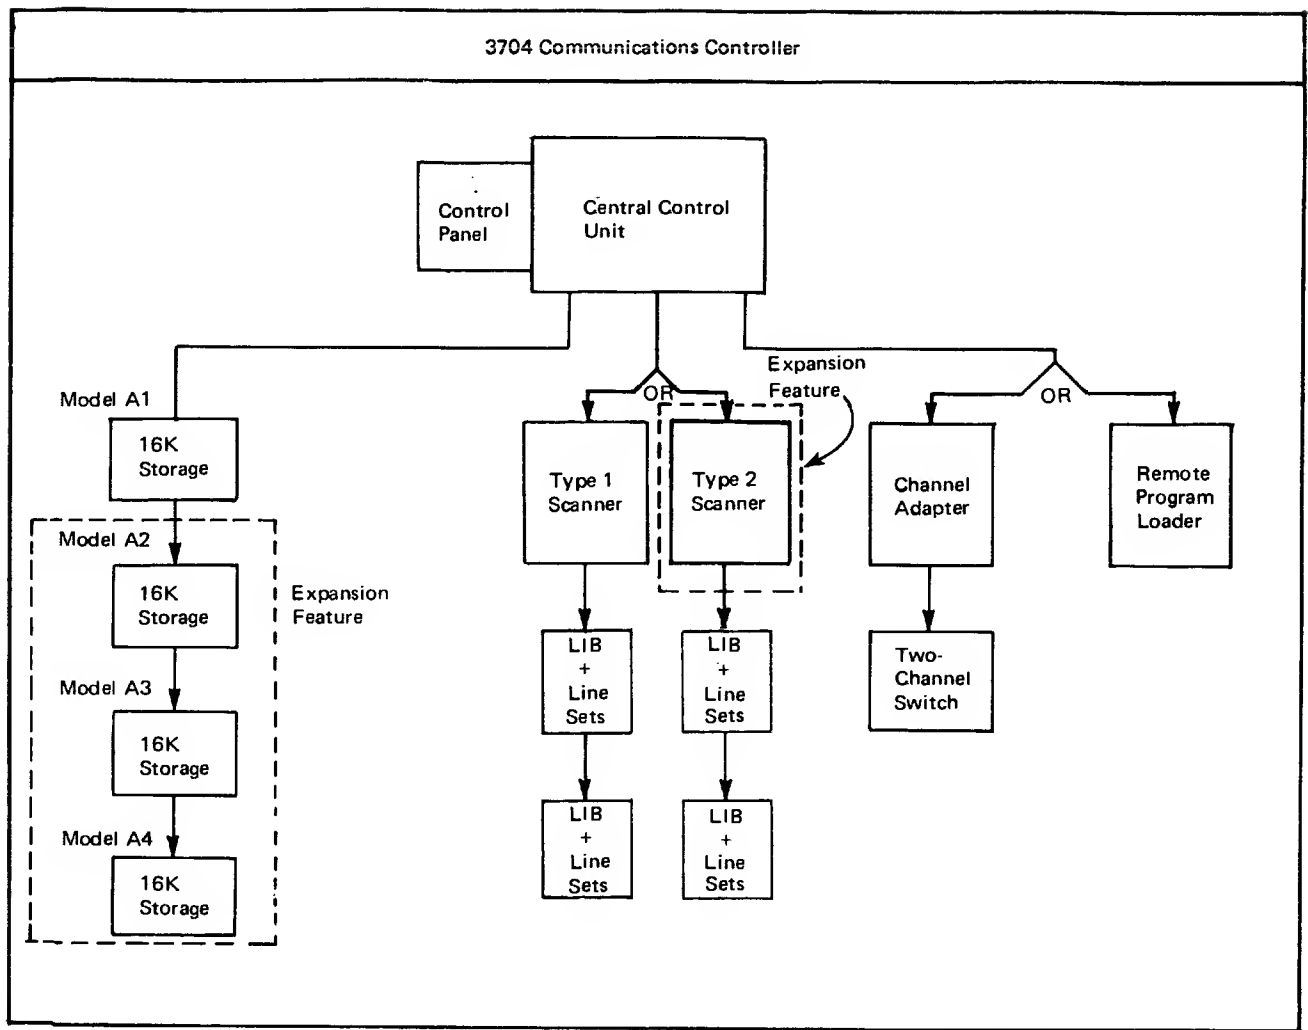 3704 Communications Controller
Control
Panel
Central Control
Unit
Expansion
Feature
OR
OR
Model A1
16K
Storage
Model A2
16K
Storage
Expansion
Feature
Model A3
16K
Storage
Model A4
16K
Storage
Type 1
Scanner
LIB
+
Line
Sets
LIB
+
Line
Sets
Type 2
Scanner
LIB
+
Line
Sets
LIB
+
Line
Sets
Channel
Adapter
Two-
Channel
Switch
Remote
Program
Loader